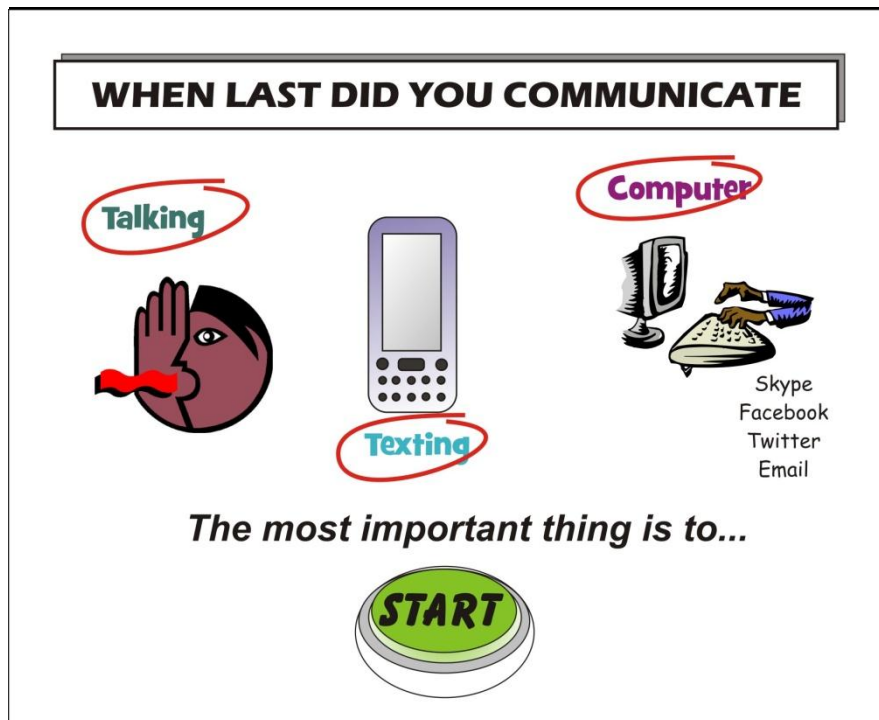 WHEN LAST DID YOU COMMUNICATE
Talking
Computer
Texting
Skype
Facebook
Twitter
Email
The most important thing is to...
START